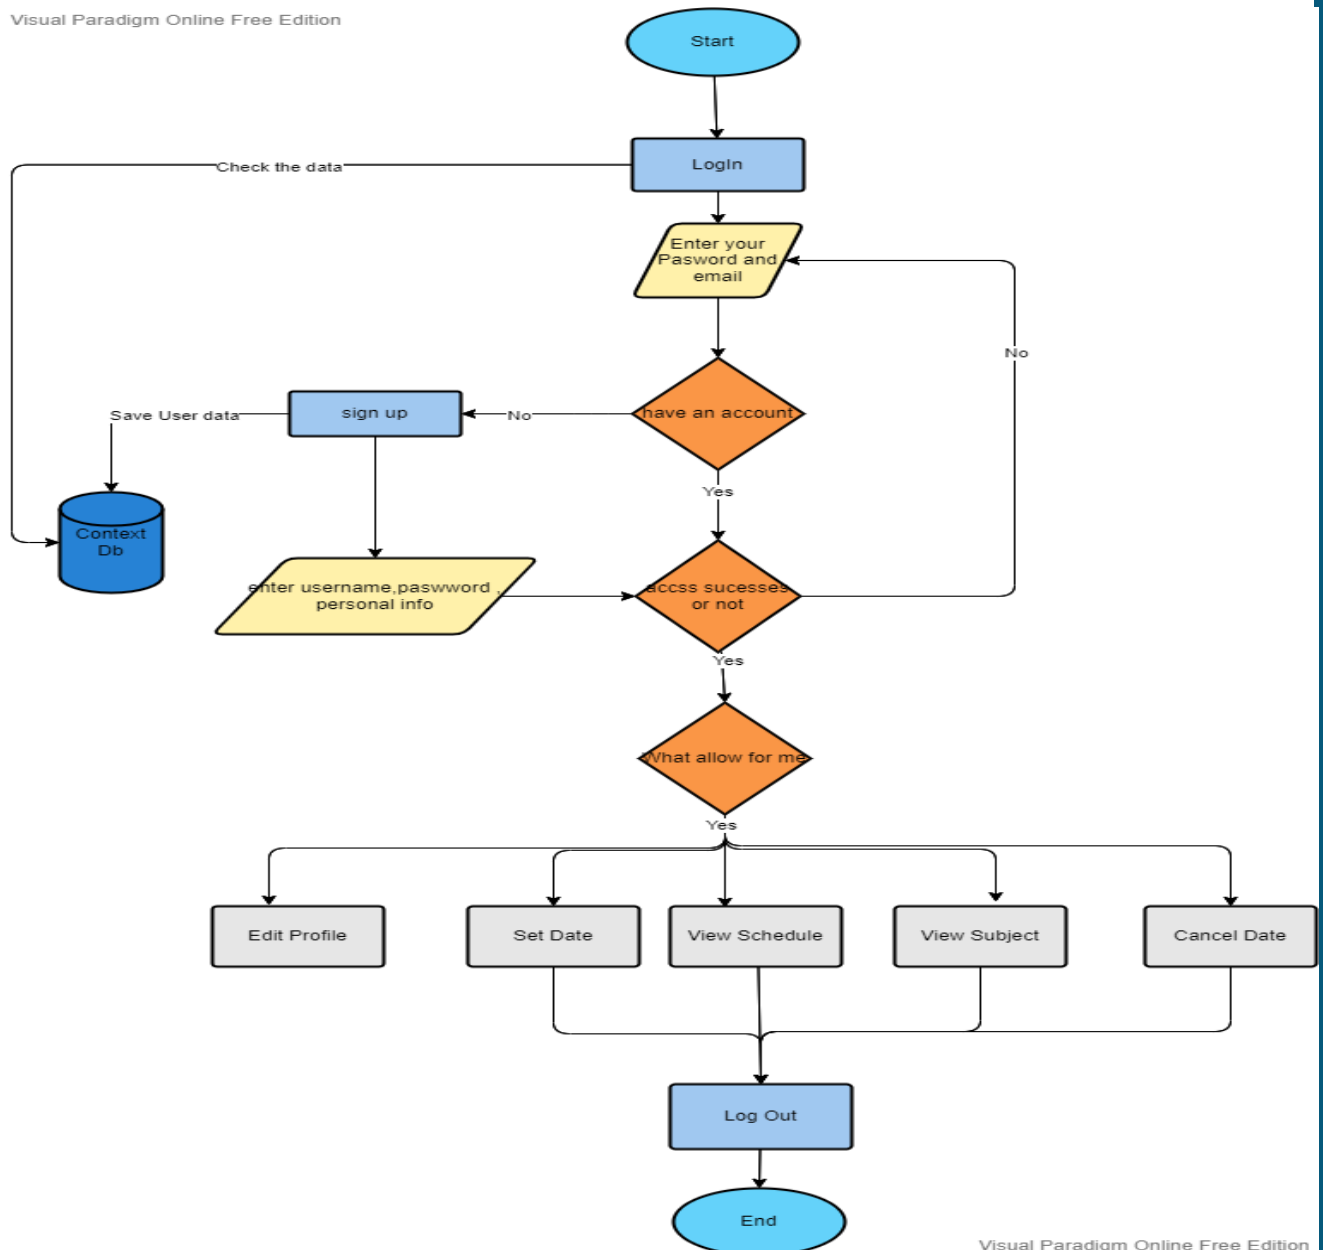 Visual Paradigm Online Free Edition
Start
LogIn
Check the data
Enter your
Pasword and
email
No
have an account
No
sign up
Save User data
Yes
Context
Db
enter username,paswword ,
personal info
accss sucesses
or not
Yes
What allow for me
Yes
Edit Profile
Set Date
View Schedule
View Subject
Cancel Date
Log Out
End
Visual Paradigm Online Free Edition